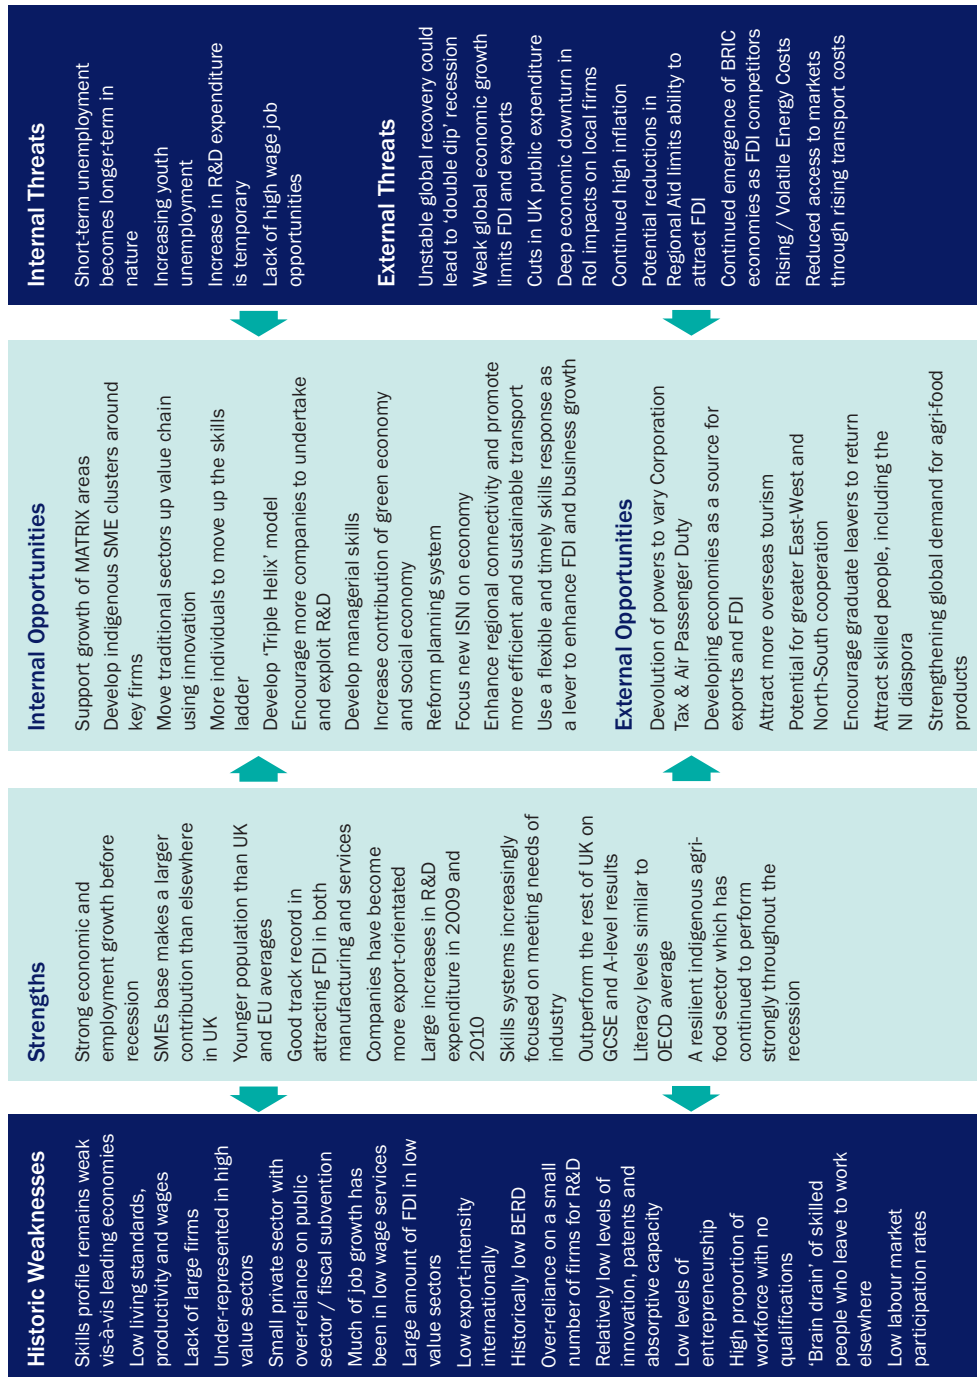 Historic Weaknesses
Skills profile remains weak
vis-à-vis leading economies
Low living standards,
productivity and wages
Lack of large firms
Under-represented in high
value sectors
Small private sector with
over-reliance on public
sector / fiscal subvention
Much of job growth has
been in low wage services
Large amount of FDI in low
value sectors
Low export-intensity
internationally
Historically low BERD
Over-reliance on a small
number of firms for R&D
Relatively low levels of
innovation, patents and
absorptive capacity
Low levels of
entrepreneurship
High proportion of
workforce with no
qualifications
‘Brain drain’ of skilled
people who leave to work
elsewhere
Low labour market
participation rates
Strengths
Strong economic and
employment growth before
recession
SMEs base makes a larger
contribution than elsewhere
in UK
Younger population than UK
and EU averages
Good track record in
attracting FDI in both
manufacturing and services
Companies have become
more export-orientated
Large increases in R&D
expenditure in 2009 and
2010
Skills systems increasingly
focused on meeting needs of
industry
Outperform the rest of UK on
GCSE and A-level results
Literacy levels similar to
OECD average
A resilient indigenous agri-
food sector which has
continued to perform
strongly throughout the
recession
Internal Opportunities
Support growth of MATRIX areas
Develop indigenous SME clusters around
key firms
Move traditional sectors up value chain
using innovation
More individuals to move up the skills
ladder
Develop ‘Triple Helix’ model
Encourage more companies to undertake
and exploit R&D
Develop managerial skills
Increase contribution of green economy
and social economy
Reform planning system
Focus new ISNI on economy
Enhance regional connectivity and promote
more efficient and sustainable transport
Use a flexible and timely skills response as
a lever to enhance FDI and business growth
External Opportunities
Devolution of powers to vary Corporation
Tax & Air Passenger Duty
Developing economies as a source for
exports and FDI
Attract more overseas tourism
Potential for greater East-West and
North-South cooperation
Encourage graduate leavers to return
Attract skilled people, including the
NI diaspora
Strengthening global demand for agri-food
products
Internal Threats
Short-term unemployment
becomes longer-term in
nature
Increasing youth
unemployment
Increase in R&D expenditure
is temporary
Lack of high wage job
opportunities
External Threats
Unstable global recovery could
lead to ‘double dip’ recession
Weak global economic growth
limits FDI and exports
Cuts in UK public expenditure
Deep economic downturn in
RoI impacts on local firms
Continued high inflation
Potential reductions in
Regional Aid limits ability to
attract FDI
Continued emergence of BRIC
economies as FDI competitors
Rising / Volatile Energy Costs
Reduced access to markets
through rising transport costs